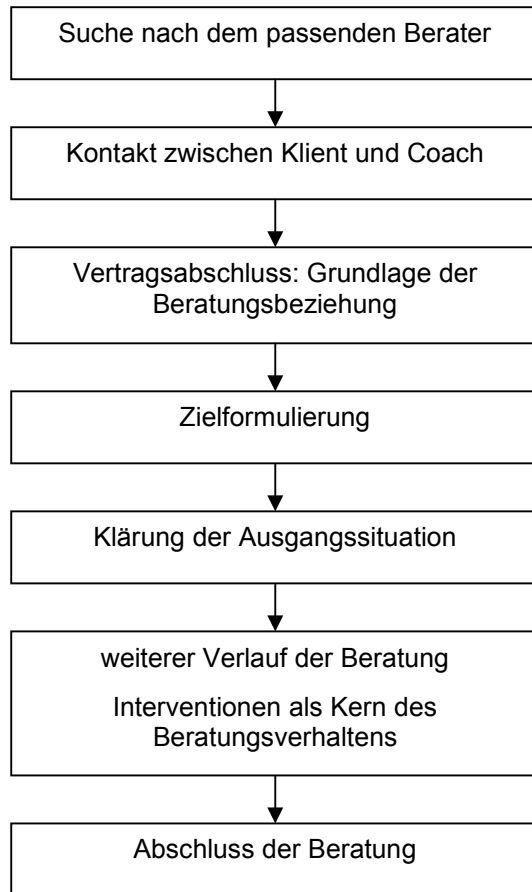 Suche nach dem passenden Berater
Kontakt zwischen Klient und Coach
Vertragsabschluss: Grundlage der
Beratungsbeziehung
Zielformulierung
Klärung der Ausgangssituation
weiterer Verlauf der Beratung
Interventionen als Kern des
Beratungsverhaltens
Abschluss der Beratung